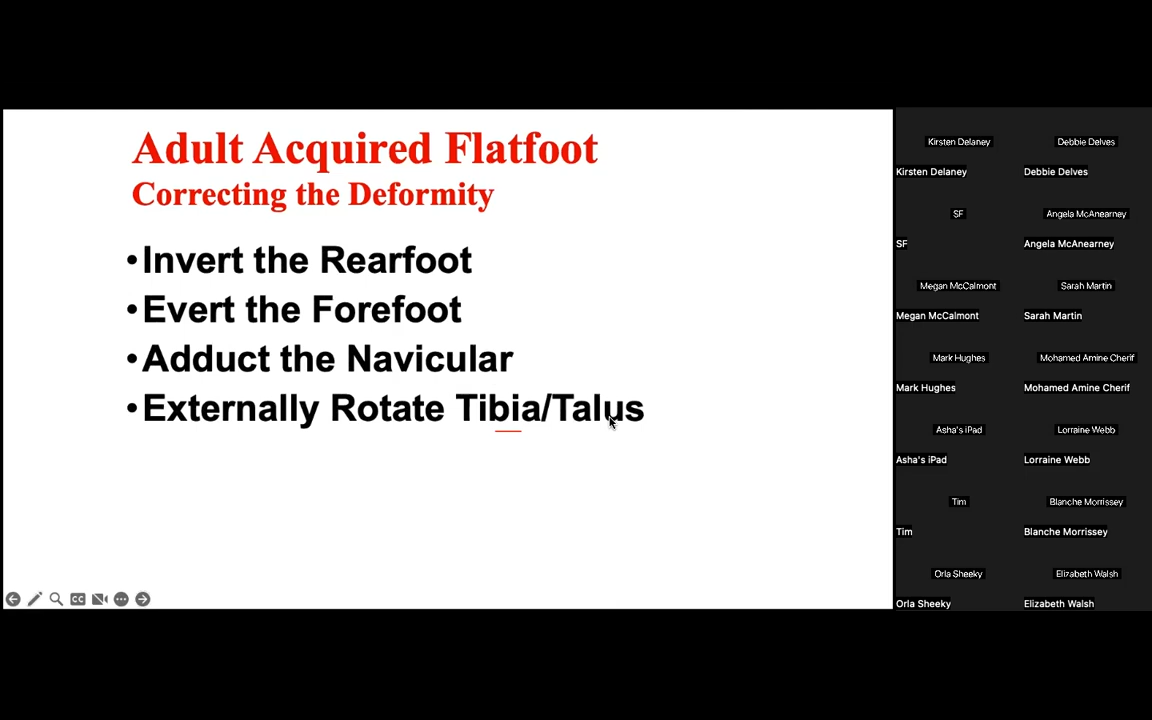 Adult Acquired Flatfoot
Correcting the Deformity
•Invert the Rearfoot
•Evert the Forefoot
•Adduct the Navicular
•Externally Rotate Tibia/Talus
CC
Kirsten Delaney
Debbie Delves
Kirsten Delaney
Debbie Delves
SF
Angela McAnearney
SF
Angela McAnearney
Megan McCalmont
Sarah Martin
Megan McCalmont
Sarah Martin
Mark Hughes
Mohamed Amine Cherif
Mark Hughes
Mohamed Amine Cherif
Asha's iPad
Lorraine Webb
Asha's iPad
Lorraine Webb
Tim
Blanche Morrissey
Tim
Blanche Morrissey
Orla Sheeky
Elizabeth Walsh
Orla Sheeky
Elizabeth Walsh